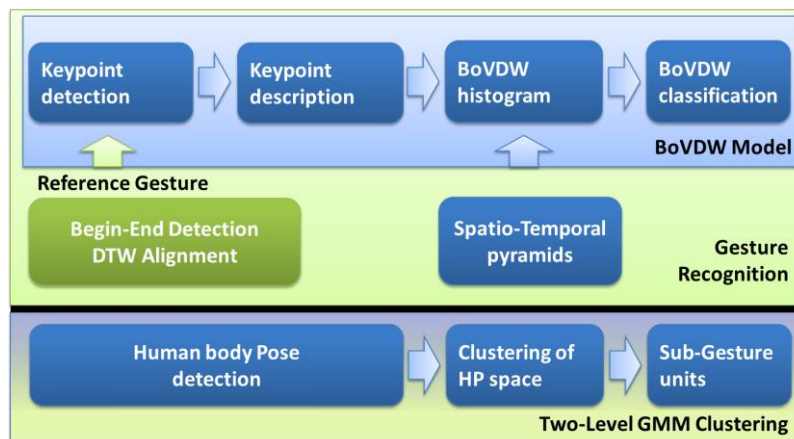 Keypoint
detection
Keypoint
description
BoVDW
histogram
BoVDW
classification
BoVDW Model
Reference Gesture
Begin-End Detection
DTW Alignment
Spatio-Temporal
pyramids
Gesture
Recognition
Human body Pose
detection
Clustering of
HP space
Sub-Gesture
units
Two-Level GMM Clustering